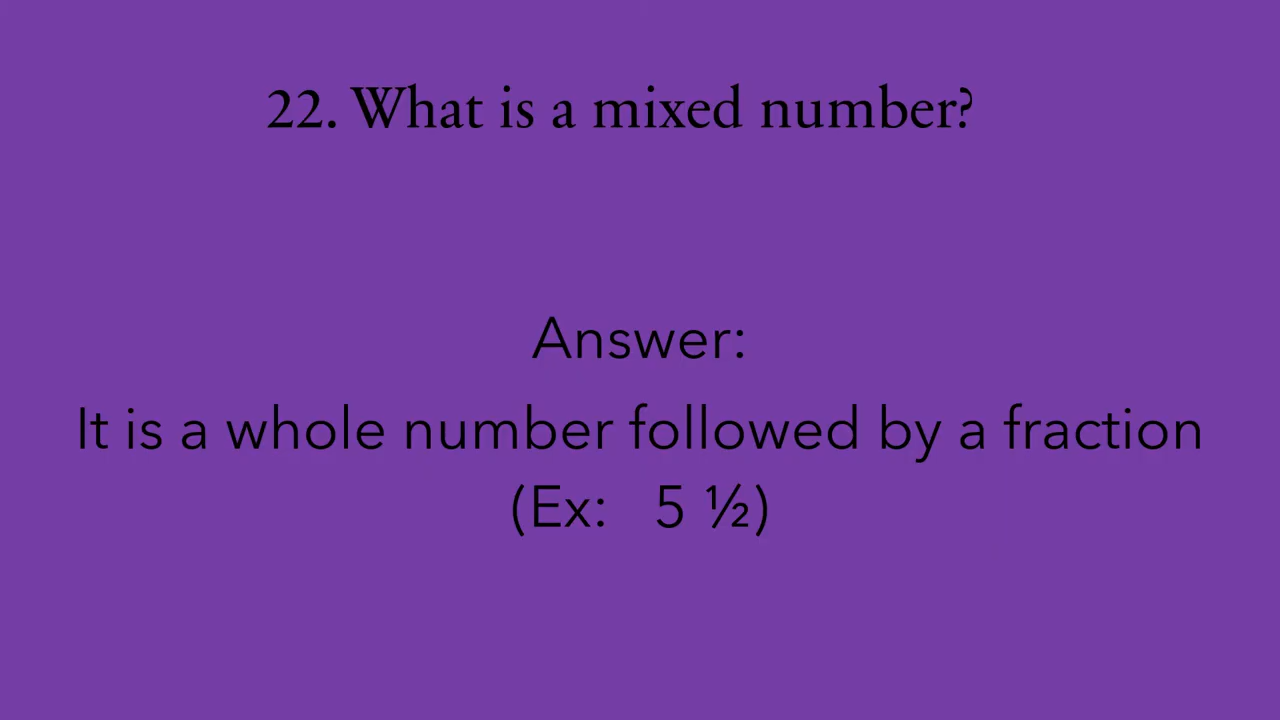 22. What is a mixed number?
Answer:
It is a whole number followed by a fraction
(Ex: 5 ½)